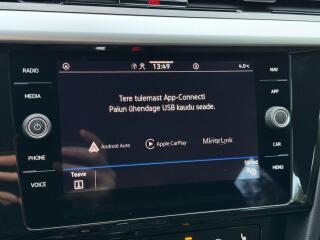 RADIO
MEDIA
PHONE
VOICE
13:49
4.0°C
Tere tulemast App-Connecti
Palun ühendage USB kaudu seade.
Android Auto
Apple CarPlay
MirrorLink
Teave
NAV
APP
CAR
MENU